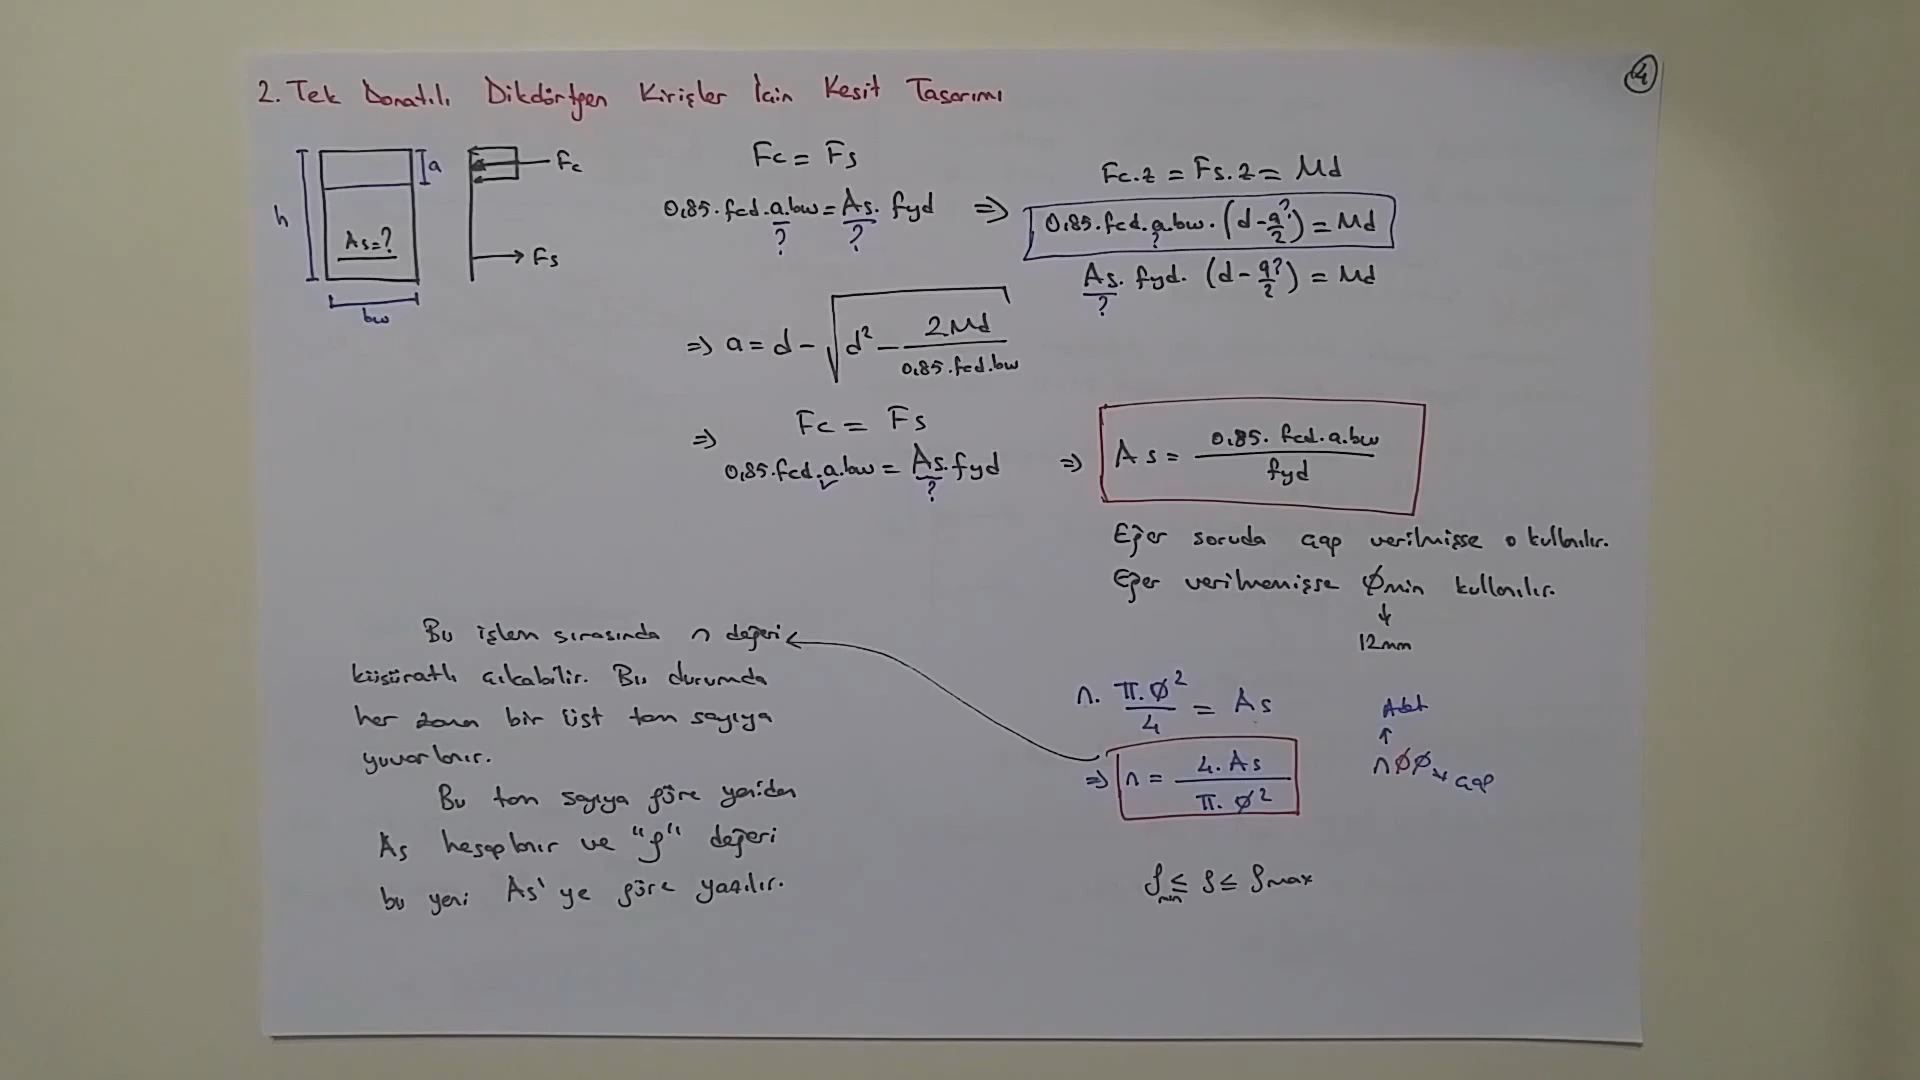 4
2. Tek Donatılı Dikdörtgen Kirişler İçin Kesit Tasarımı
h
a
As=?
bw
Fc
Fs
Fc = Fs
0,85.fcd.a.bw = As.fyd
? ?
⇒
Fc.z = Fs.z = Md
0,85.fcd.a.bw.(d-a/2) = Md
? ?
As.fyd.(d-a/2) = Md
? ?
⇒ a = d - √(d² - 2Md/(0,85.fcd.bw))
⇒ Fc = Fs
0,85.fcd.a.bw = As.fyd
✓ ?
⇒ As = 0,85.fcd.a.bw / fyd
Eğer soruda çap verilmişse o kullanılır.
Eğer verilmemişse ∅min kullanılır.
↓
12mm
n. π.∅²/4 = As
⇒ n = 4.As / π.∅²
Adet
↑
n∅∅ → çap
ρmin ≤ ρ ≤ ρmax
Bu işlem sırasında n değeri
küsüratlı çıkabilir. Bu durumda
her zaman bir üst tam sayıya
yuvarlanır.
Bu tam sayıya göre yeniden
As hesaplanır ve "ρ" değeri
bu yeni As'ye göre yazılır.